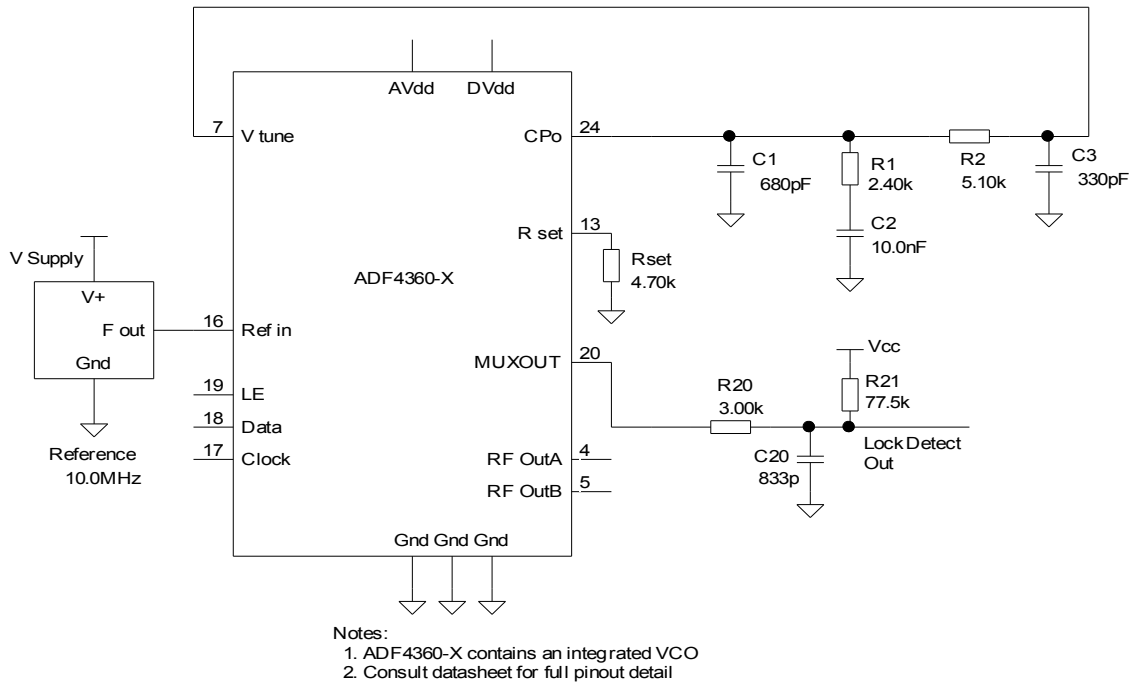 AVdd
DVdd
7
V tune
CPo
24
C1
680pF
R1
2.40k
R2
5.10k
C3
330pF
C2
10.0nF
13
R set
Rset
4.70k
ADF4360-X
V Supply
V+
F out
Gnd
16
Ref in
Reference
10.0MHz
19
LE
18
Data
17
Clock
20
MUXOUT
Vcc
R21
77.5k
R20
3.00k
C20
833p
Lock Detect
Out
RF OutA
4
RF OutB
5
Gnd Gnd Gnd
Notes:
1. ADF4360-X contains an integrated VCO
2. Consult datasheet for full pinout detail